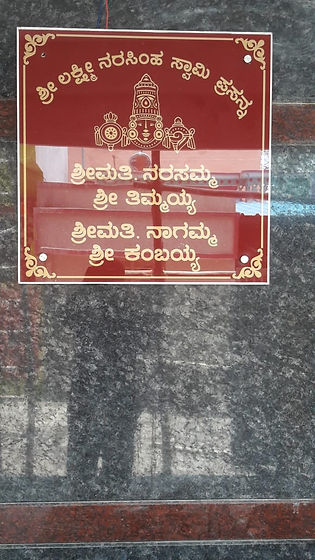 ಶ್ರೀ ಲಕ್ಷ್ಮೀ ನರಸಿಂಹ ಸ್ವಾಮಿ ಪ್ರಸನ್ನ
ಶ್ರೀಮತಿ. ನರಸಮ್ಮ
ಶ್ರೀ ತಿಮ್ಮಯ್ಯ
ಶ್ರೀಮತಿ. ನಾಗಮ್ಮ
ಶ್ರೀ ಕಂಬಯ್ಯ